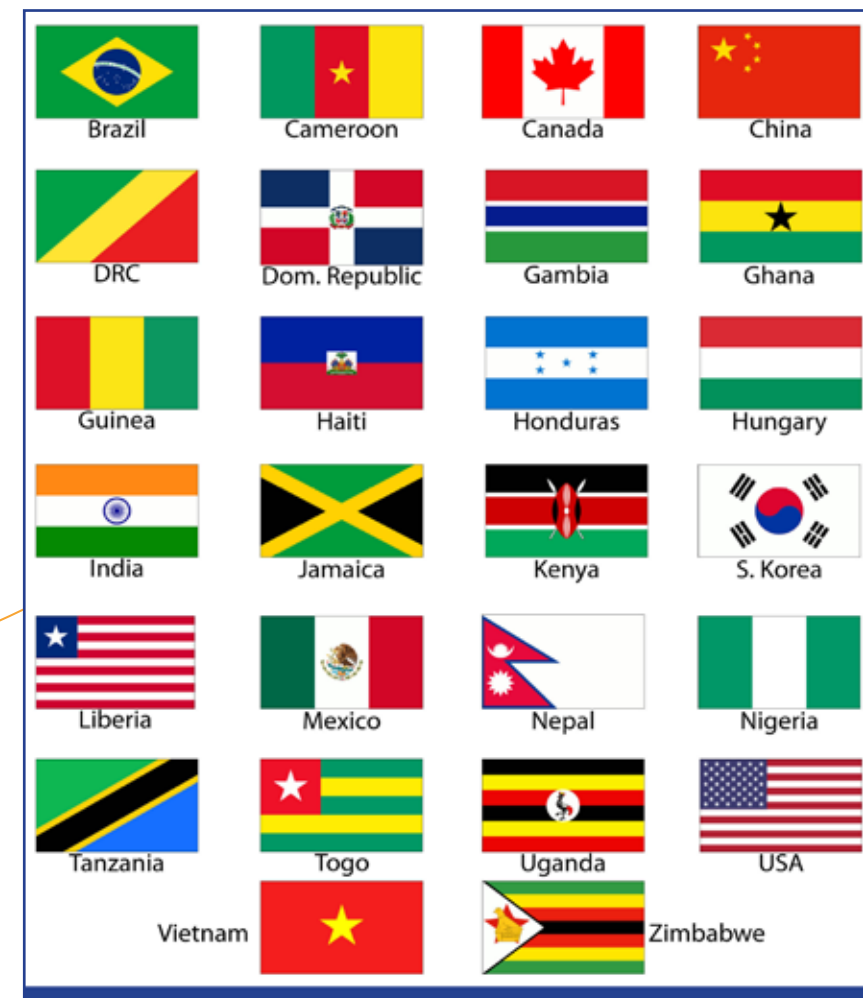 Brazil Cameroon Canada China
DRC Dom. Republic Gambia Ghana
Guinea Haiti Honduras Hungary
India Jamaica Kenya S. Korea
Liberia Mexico Nepal Nigeria
Tanzania Togo Uganda USA
Vietnam Zimbabwe